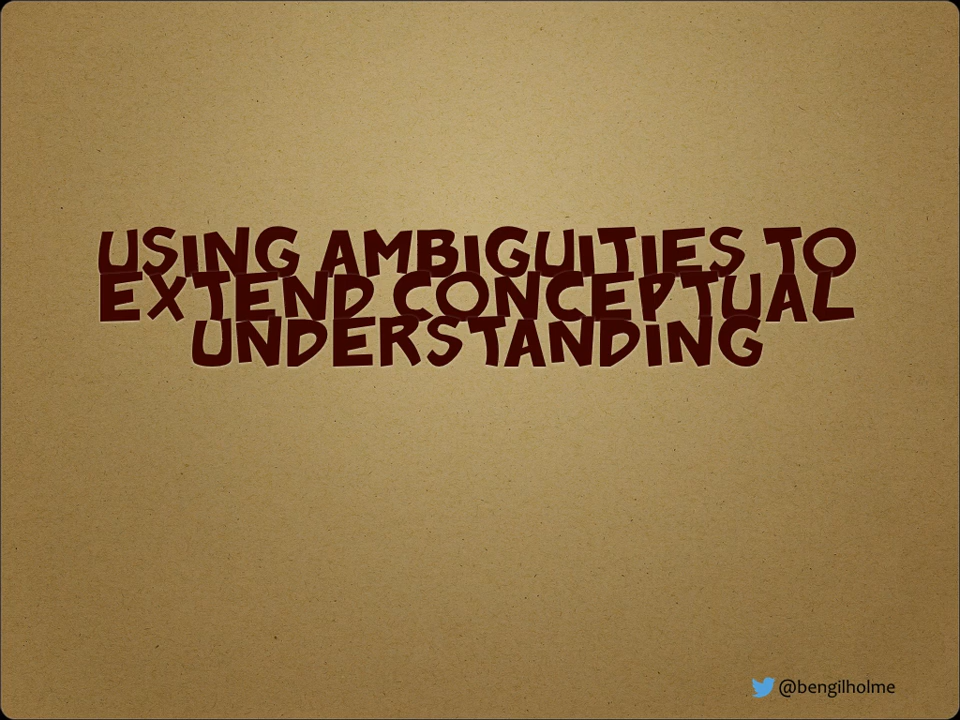 USING AMBIGUITIES TO
EXTEND CONCEPTUAL
UNDERSTANDING
@bengilholme